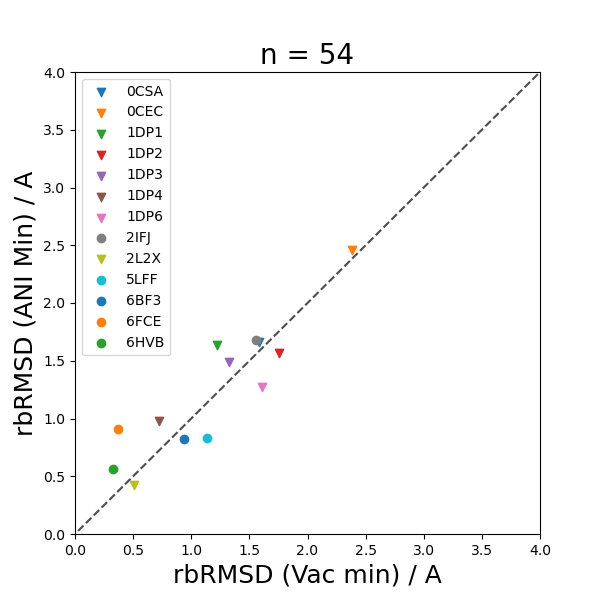 n = 54
rbRMSD (ANI Min) / A
4.0
3.5
3.0
2.5
2.0
1.5
1.0
0.5
0.0
0CSA
0CEC
1DP1
1DP2
1DP3
1DP4
1DP6
2IFJ
2L2X
5LFF
6BF3
6FCE
6HVB
0.0 0.5 1.0 1.5 2.0 2.5 3.0 3.5 4.0
rbRMSD (Vac min) / A